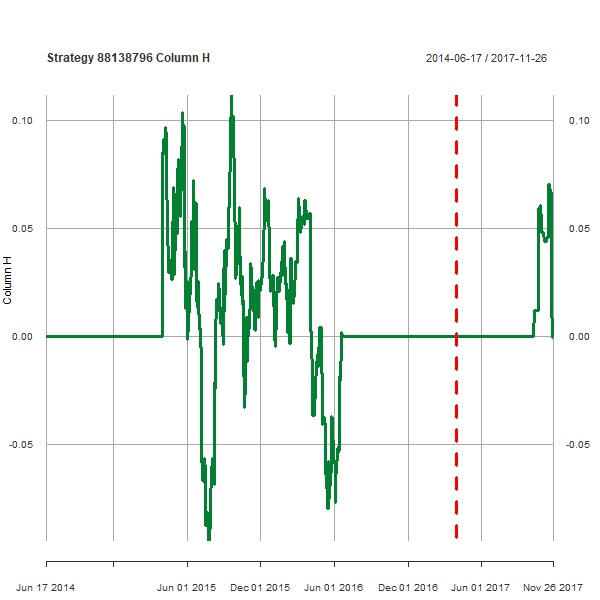 Strategy 88138796 Column H
2014-06-17 / 2017-11-26
0.10
0.10
0.05
0.05
0.00
0.00
-0.05
-0.05
Column H
Jun 17 2014
Jun 01 2015
Dec 01 2015
Jun 01 2016
Dec 01 2016
Jun 01 2017
Nov 26 2017